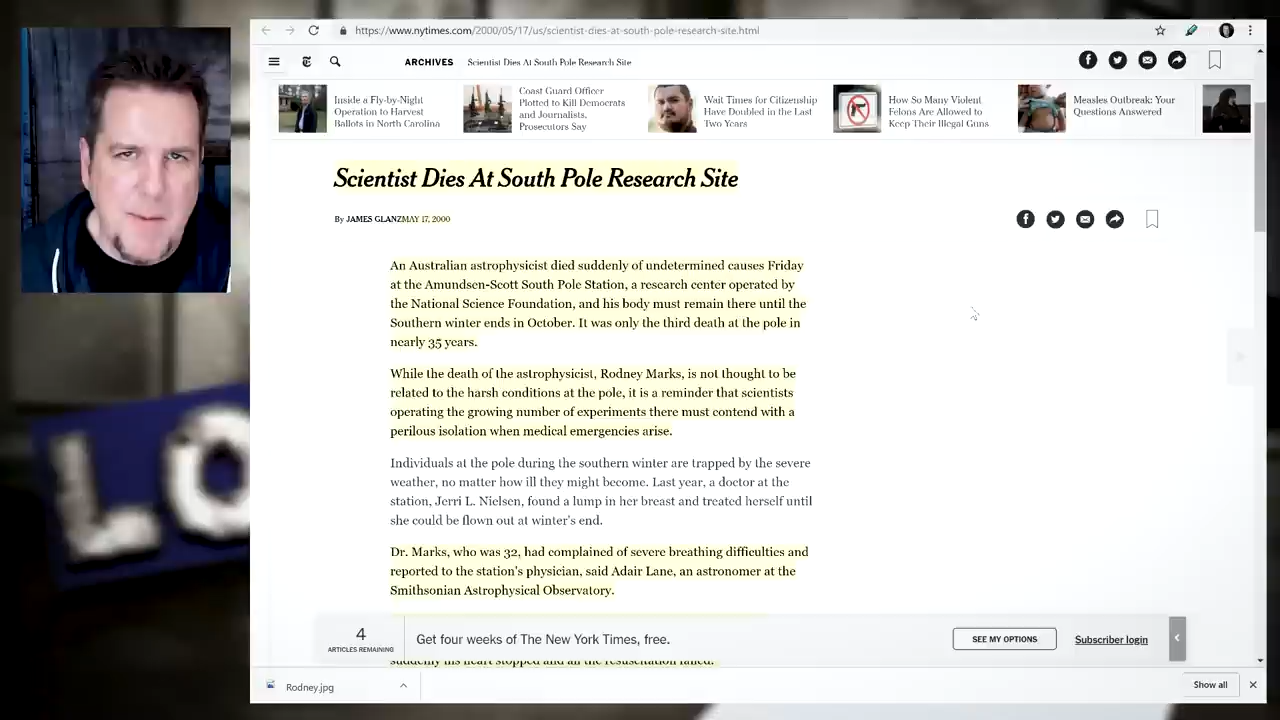 https://www.nytimes.com/2000/05/17/us/scientist-dies-at-south-pole-research-site.html
ARCHIVES Scientist Dies At South Pole Research Site
Inside a Fly-by-Night
Operation to Harvest
Ballots in North Carolina
Coast Guard Officer
Plotted to Kill Democrats
and Journalists,
Prosecutors Say
Wait Times for Citizenship
Have Doubled in the Last
Two Years
How So Many Violent
Felons Are Allowed to
Keep Their Illegal Guns
Measles Outbreak: Your
Questions Answered
Scientist Dies At South Pole Research Site
By JAMES GLANZ MAY 17, 2000
An Australian astrophysicist died suddenly of undetermined causes Friday
at the Amundsen-Scott South Pole Station, a research center operated by
the National Science Foundation, and his body must remain there until the
Southern winter ends in October. It was only the third death at the pole in
nearly 35 years.
While the death of the astrophysicist, Rodney Marks, is not thought to be
related to the harsh conditions at the pole, it is a reminder that scientists
operating the growing number of experiments there must contend with a
perilous isolation when medical emergencies arise.
Individuals at the pole during the southern winter are trapped by the severe
weather, no matter how ill they might become. Last year, a doctor at the
station, Jerri L. Nielsen, found a lump in her breast and treated herself until
she could be flown out at winter's end.
Dr. Marks, who was 32, had complained of severe breathing difficulties and
reported to the station's physician, said Adair Lane, an astronomer at the
Smithsonian Astrophysical Observatory.
4
ARTICLES REMAINING
Get four weeks of The New York Times, free.
SEE MY OPTIONS
Subscriber login
suddenly his heart stopped and all the resuscitation failed.
Rodney.jpg
Show all
LO